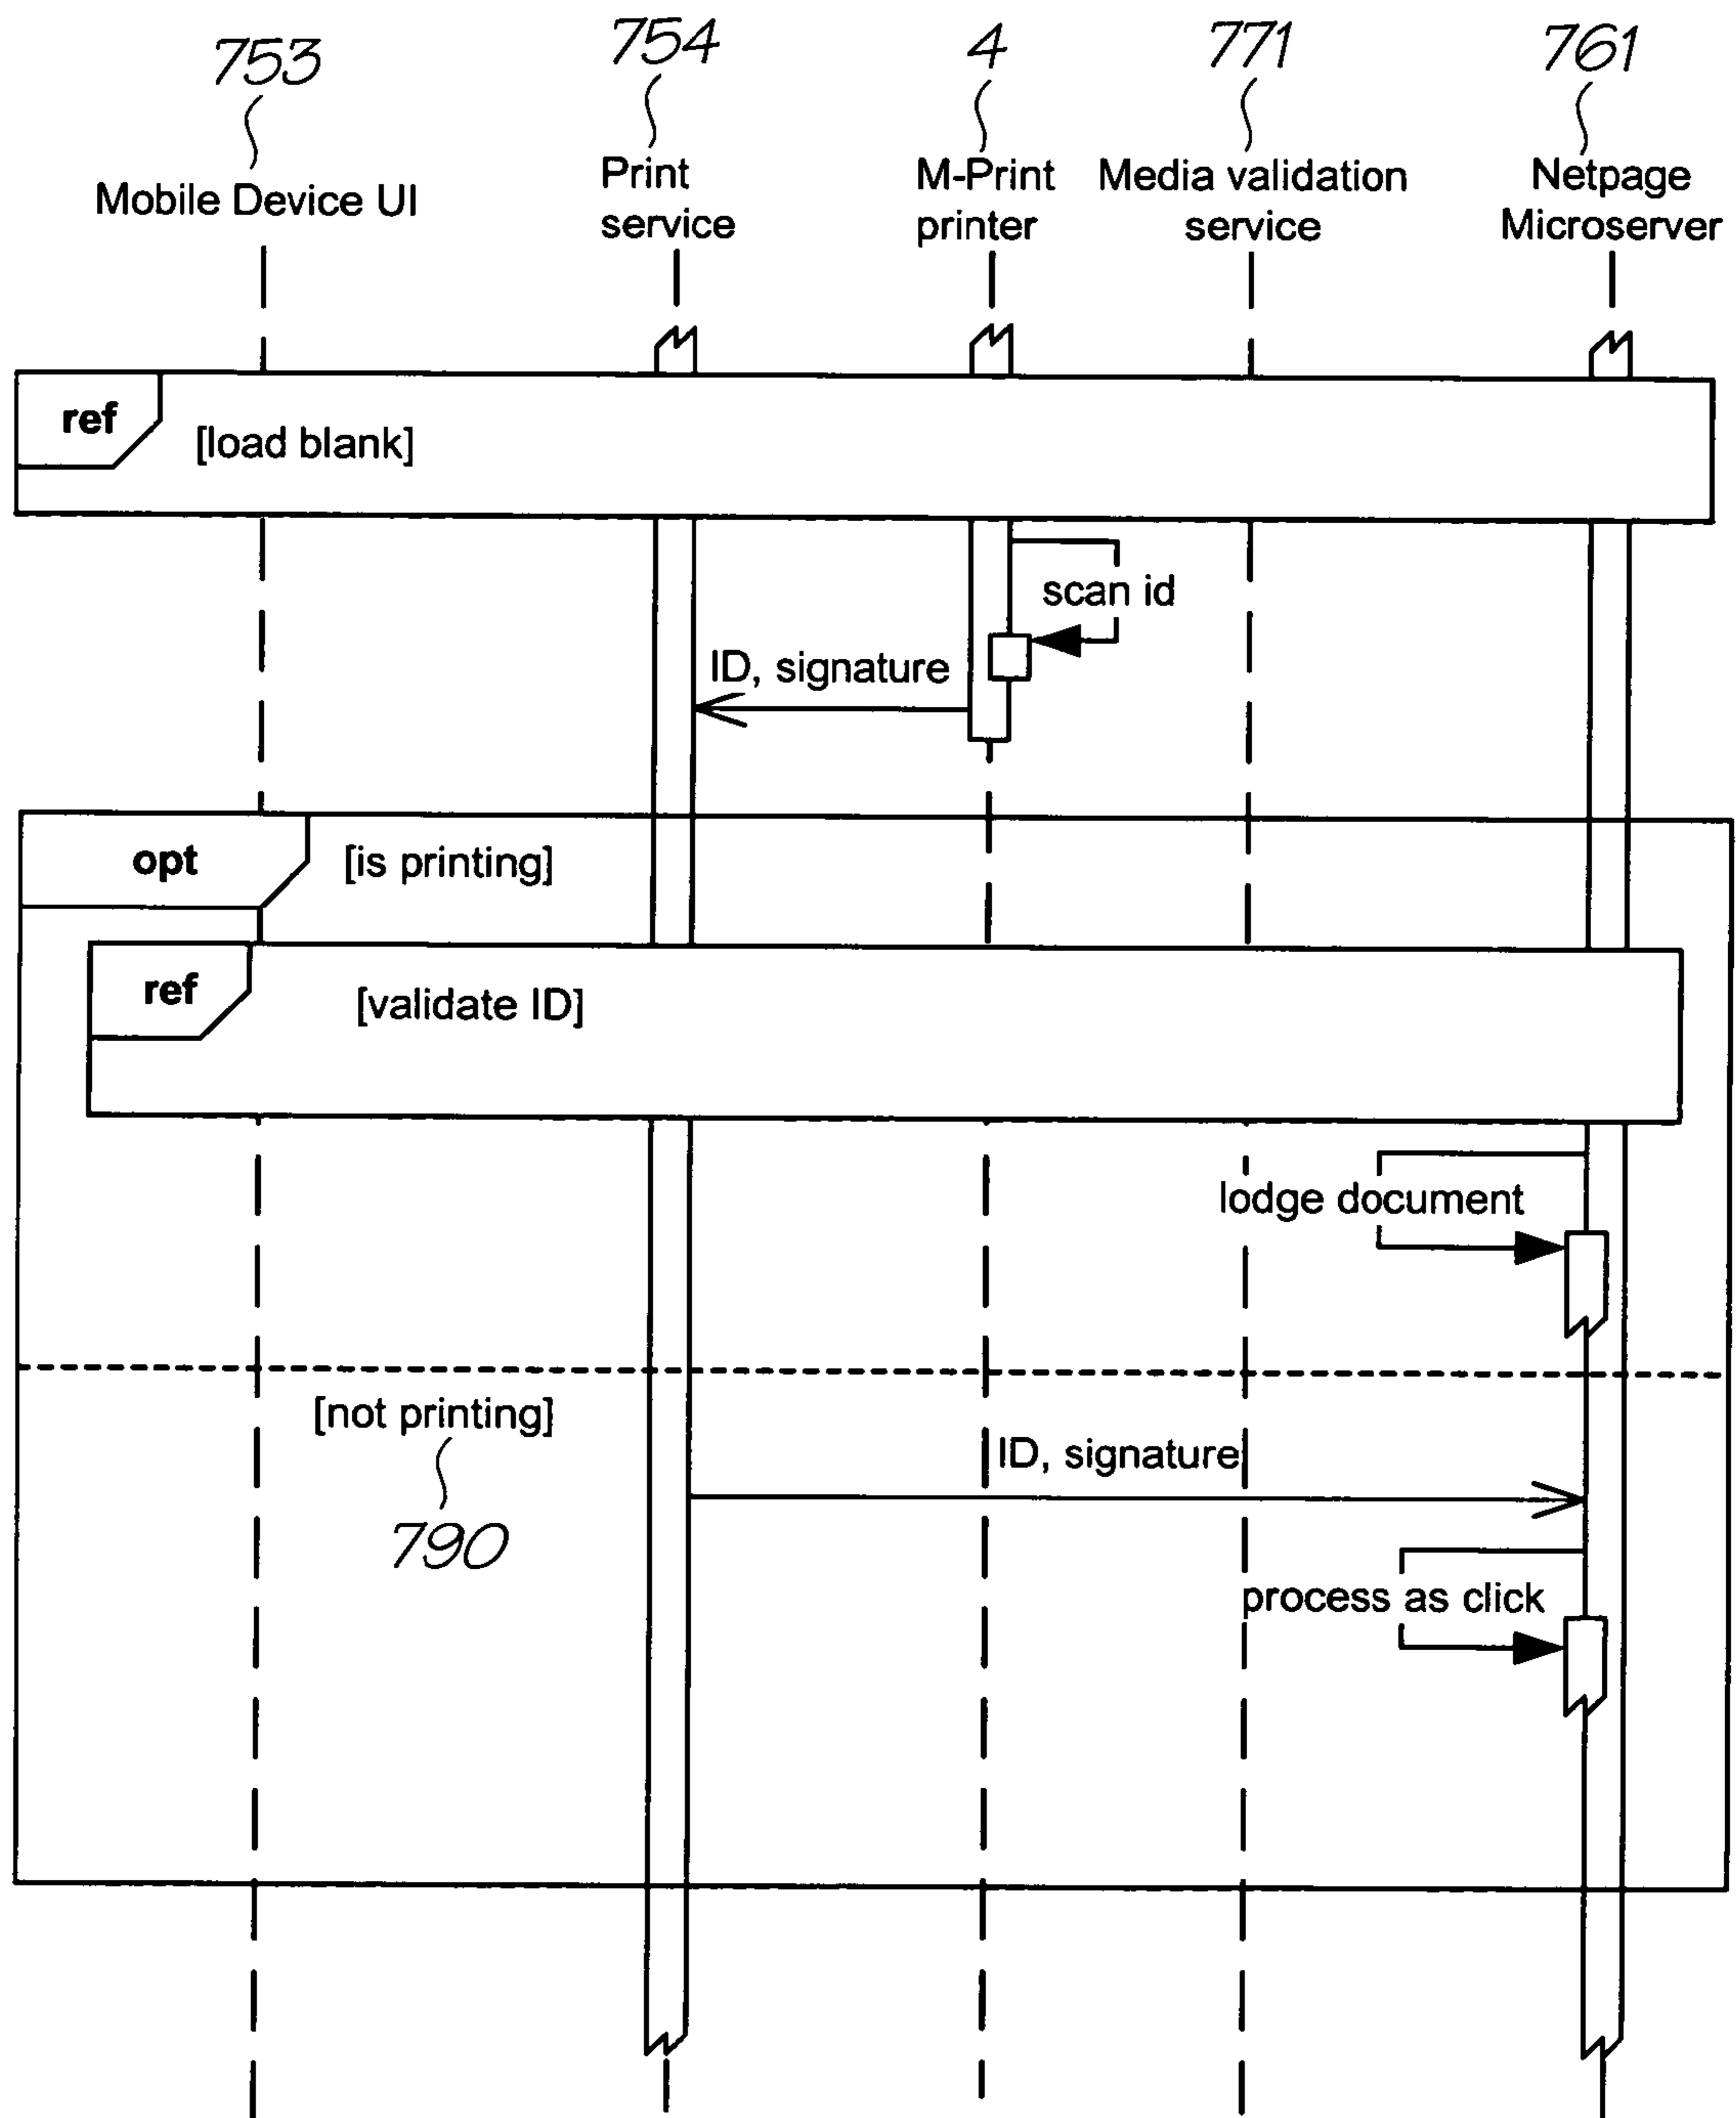 753
754
4
771
761
Mobile Device UI
Print
service
M-Print
printer
Media validation
service
Netpage
Microserver
ref
[load blank]
scan id
ID, signature
opt
[is printing]
ref
[validate ID]
lodge document
[not printing]
ID, signature
790
process as click